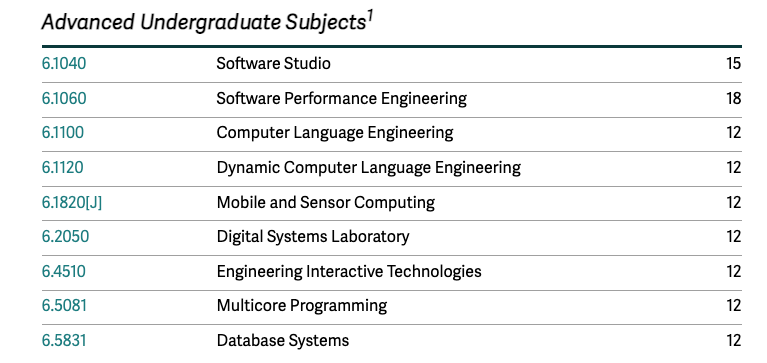 Advanced Undergraduate Subjects¹
6.1040 Software Studio 15
6.1060 Software Performance Engineering 18
6.1100 Computer Language Engineering 12
6.1120 Dynamic Computer Language Engineering 12
6.1820[J] Mobile and Sensor Computing 12
6.2050 Digital Systems Laboratory 12
6.4510 Engineering Interactive Technologies 12
6.5081 Multicore Programming 12
6.5831 Database Systems 12